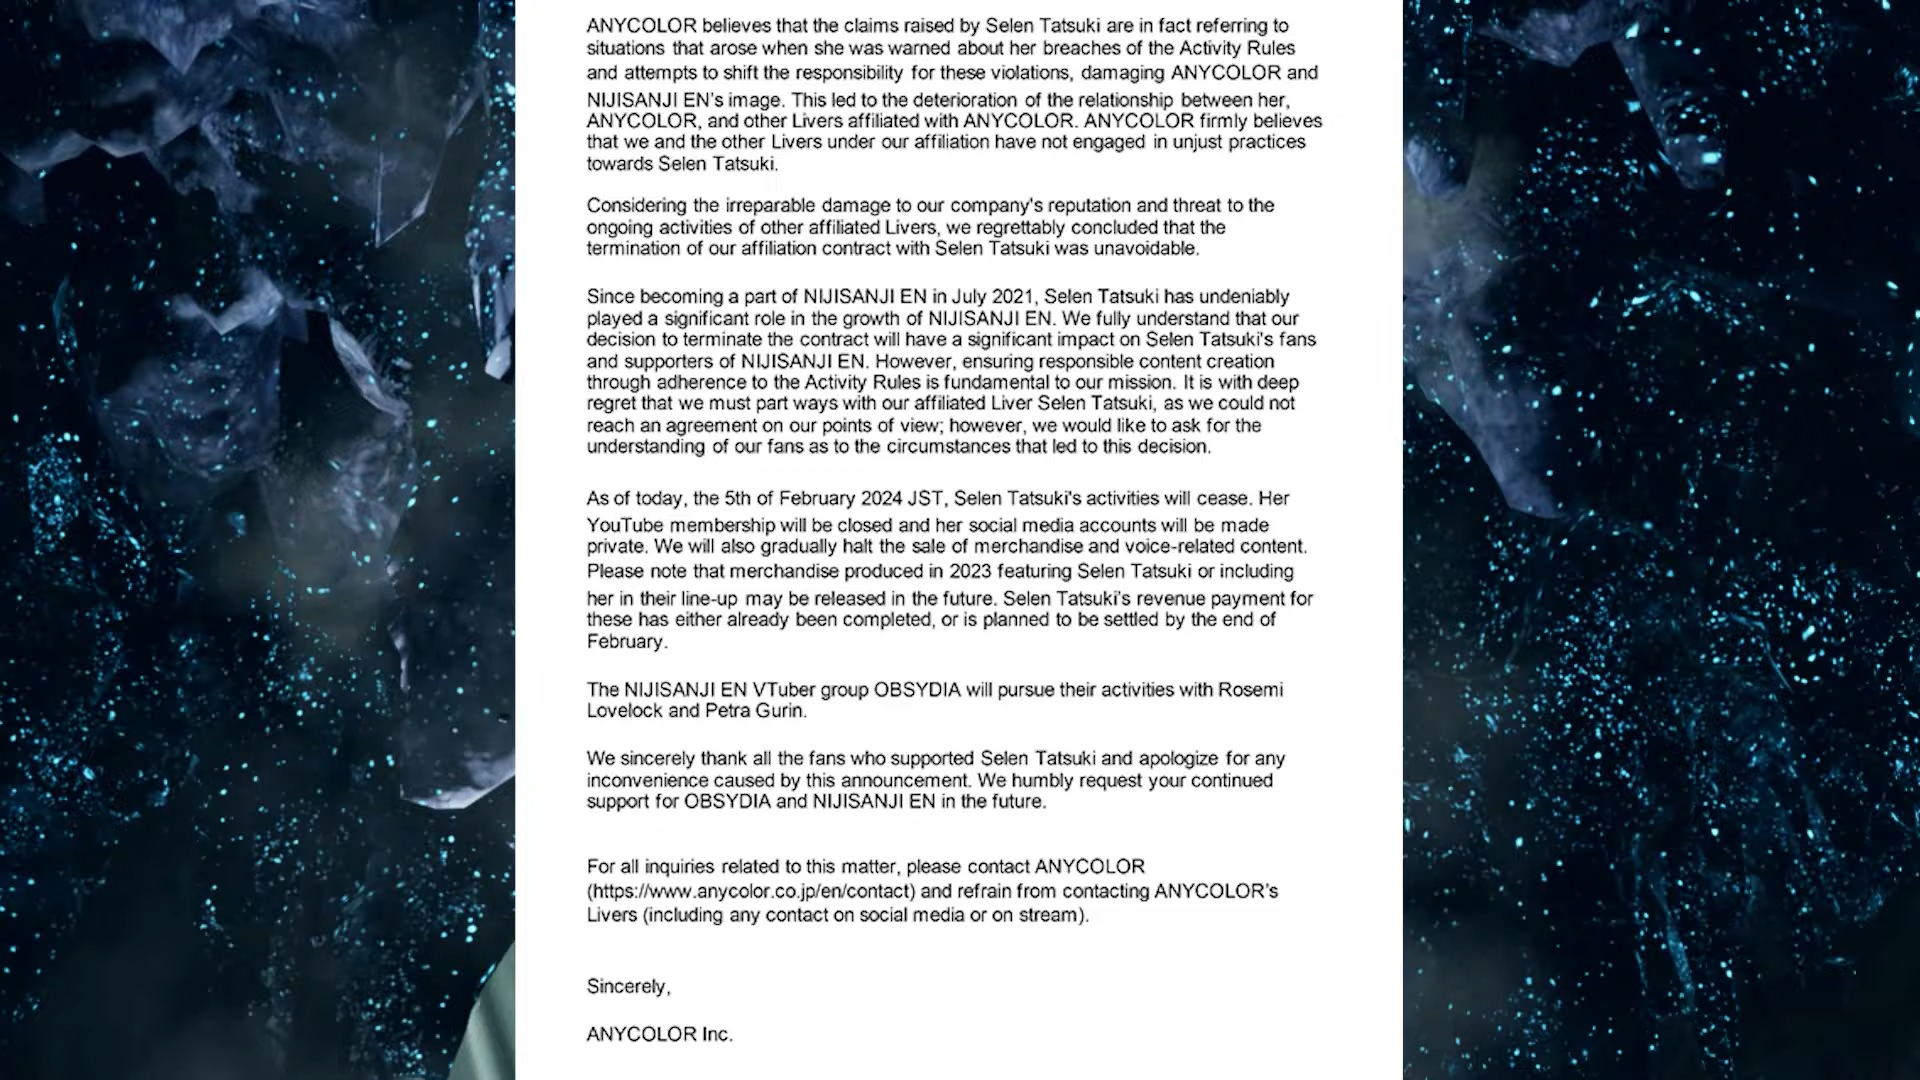 ANYCOLOR believes that the claims raised by Selen Tatsuki are in fact referring to
situations that arose when she was warned about her breaches of the Activity Rules
and attempts to shift the responsibility for these violations, damaging ANYCOLOR and
NIJISANJI EN's image. This led to the deterioration of the relationship between her,
ANYCOLOR, and other Livers affiliated with ANYCOLOR. ANYCOLOR firmly believes
that we and the other Livers under our affiliation have not engaged in unjust practices
towards Selen Tatsuki.
Considering the irreparable damage to our company's reputation and threat to the
ongoing activities of other affiliated Livers, we regrettably concluded that the
termination of our affiliation contract with Selen Tatsuki was unavoidable.
Since becoming a part of NIJISANJI EN in July 2021, Selen Tatsuki has undeniably
played a significant role in the growth of NIJISANJI EN. We fully understand that our
decision to terminate the contract will have a significant impact on Selen Tatsuki's fans
and supporters of NIJISANJI EN. However, ensuring responsible content creation
through adherence to the Activity Rules is fundamental to our mission. It is with deep
regret that we must part ways with our affiliated Liver Selen Tatsuki, as we could not
reach an agreement on our points of view; however, we would like to ask for the
understanding of our fans as to the circumstances that led to this decision.
As of today, the 5th of February 2024 JST, Selen Tatsuki's activities will cease. Her
YouTube membership will be closed and her social media accounts will be made
private. We will also gradually halt the sale of merchandise and voice-related content.
Please note that merchandise produced in 2023 featuring Selen Tatsuki or including
her in their line-up may be released in the future. Selen Tatsuki's revenue payment for
these has either already been completed, or is planned to be settled by the end of
February.
The NIJISANJI EN VTuber group OBSYDIA will pursue their activities with Rosemi
Lovelock and Petra Gurin.
We sincerely thank all the fans who supported Selen Tatsuki and apologize for any
inconvenience caused by this announcement. We humbly request your continued
support for OBSYDIA and NIJISANJI EN in the future.
For all inquiries related to this matter, please contact ANYCOLOR
(https://www.anycolor.co.jp/en/contact) and refrain from contacting ANYCOLOR's
Livers (including any contact on social media or on stream).
Sincerely,
ANYCOLOR Inc.